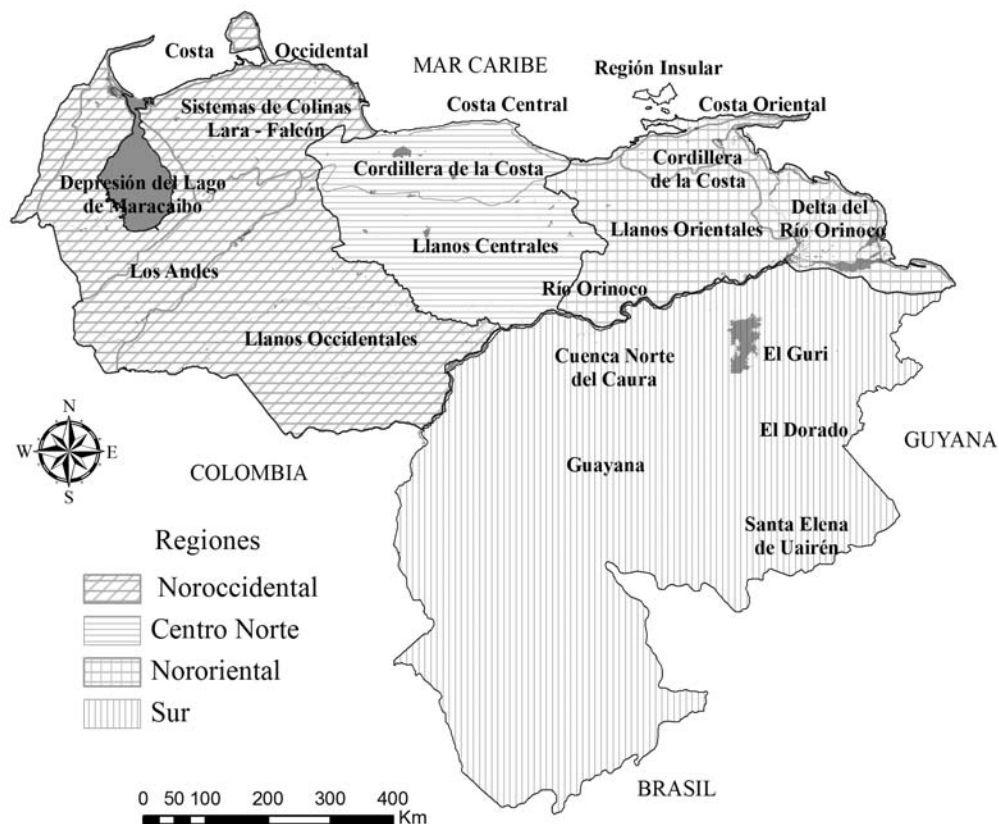 Costa
Occidental
MAR CARIBE
Región Insular
Costa Central
Costa Oriental
Sistemas de Colinas
Lara - Falcón
Cordillera de la Costa
Cordillera
de la Costa
Depresión del Lago
de Maracaibo
Delta del
Río Orinoco
Llanos Centrales
Llanos Orientales
Los Andes
Río Orinoco
Llanos Occidentales
Cuenca Norte
del Caura
El Guri
N
W
E
S
El Dorado
GUYANA
COLOMBIA
Guayana
Santa Elena
de Uairén
Regiones
Noroccidental
Centro Norte
Nororiental
Sur
BRASIL
0 50 100 200 300 400
Km